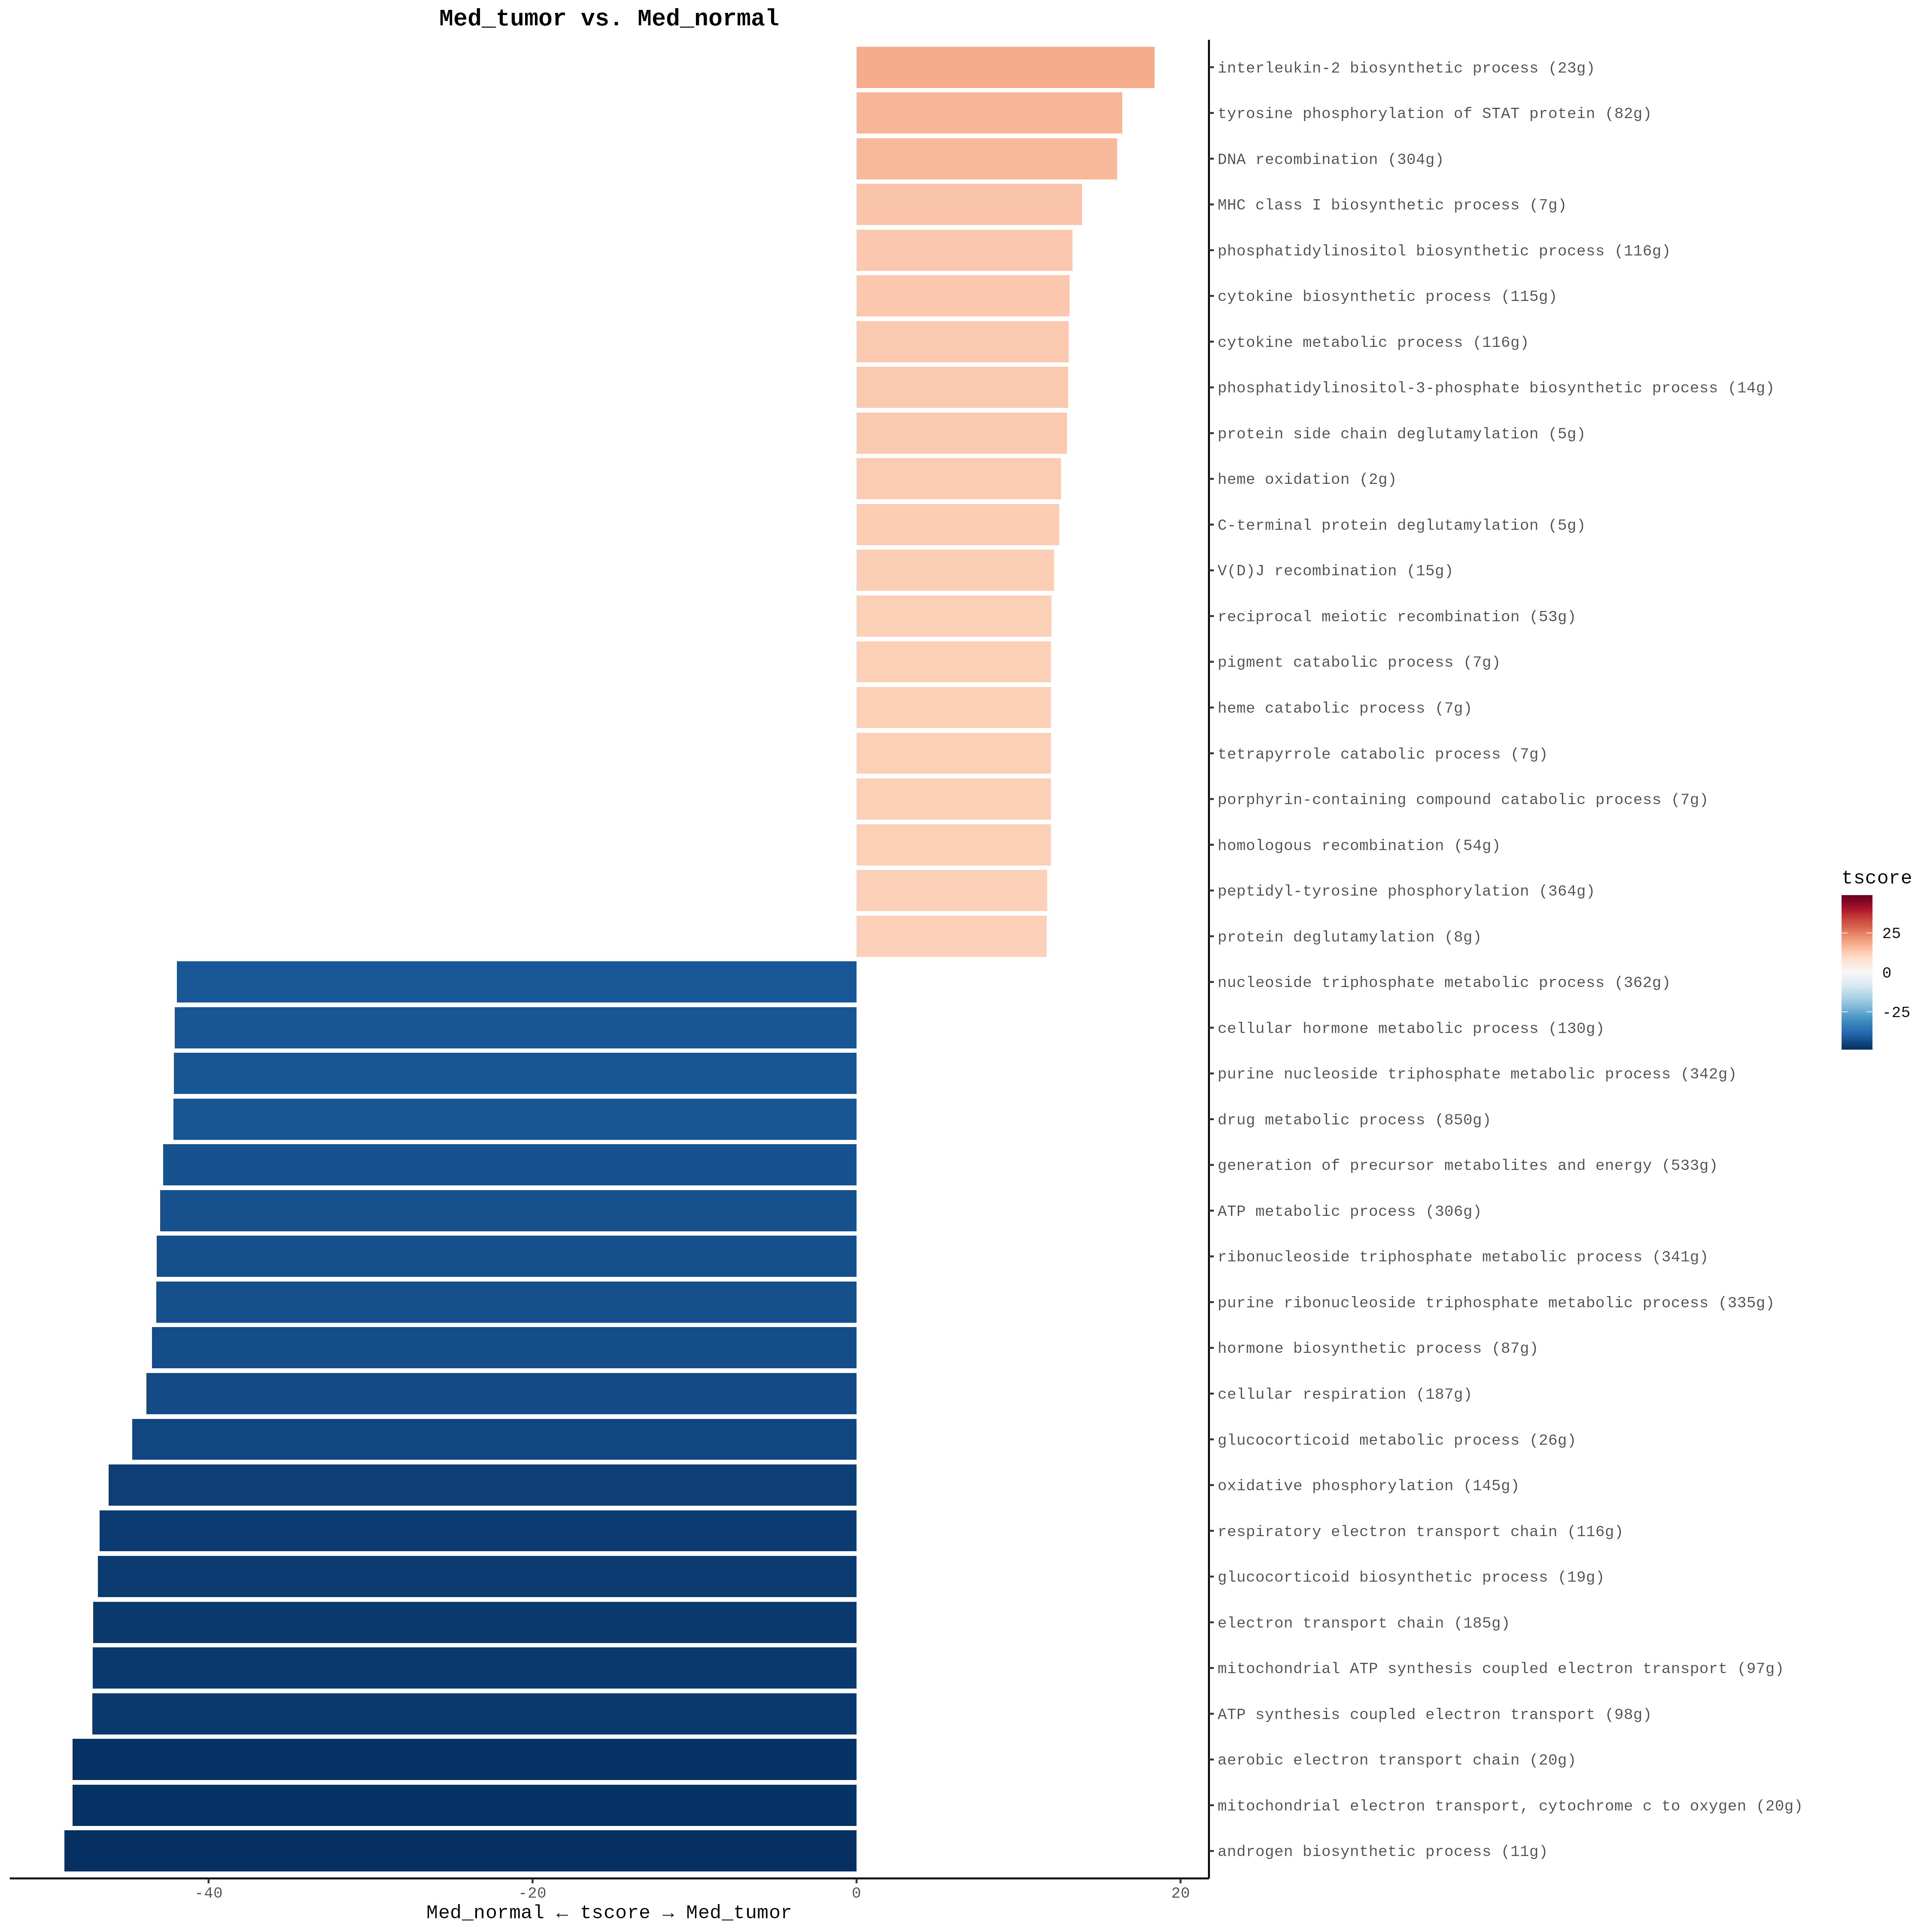 Med_tumor vs. Med_normal
interleukin-2 biosynthetic process (23g)
tyrosine phosphorylation of STAT protein (82g)
DNA recombination (304g)
MHC class I biosynthetic process (7g)
phosphatidylinositol biosynthetic process (116g)
cytokine biosynthetic process (115g)
cytokine metabolic process (116g)
phosphatidylinositol-3-phosphate biosynthetic process (14g)
protein side chain deglutamylation (5g)
heme oxidation (2g)
C-terminal protein deglutamylation (5g)
V(D)J recombination (15g)
reciprocal meiotic recombination (53g)
pigment catabolic process (7g)
heme catabolic process (7g)
tetrapyrrole catabolic process (7g)
porphyrin-containing compound catabolic process (7g)
homologous recombination (54g)
peptidyl-tyrosine phosphorylation (364g)
protein deglutamylation (8g)
nucleoside triphosphate metabolic process (362g)
cellular hormone metabolic process (130g)
purine nucleoside triphosphate metabolic process (342g)
drug metabolic process (850g)
generation of precursor metabolites and energy (533g)
ATP metabolic process (306g)
ribonucleoside triphosphate metabolic process (341g)
purine ribonucleoside triphosphate metabolic process (335g)
hormone biosynthetic process (87g)
cellular respiration (187g)
glucocorticoid metabolic process (26g)
oxidative phosphorylation (145g)
respiratory electron transport chain (116g)
glucocorticoid biosynthetic process (19g)
electron transport chain (185g)
mitochondrial ATP synthesis coupled electron transport (97g)
ATP synthesis coupled electron transport (98g)
aerobic electron transport chain (20g)
mitochondrial electron transport, cytochrome c to oxygen (20g)
androgen biosynthetic process (11g)
-40 -20 0 20
Med_normal ← tscore → Med_tumor
tscore
25
0
-25